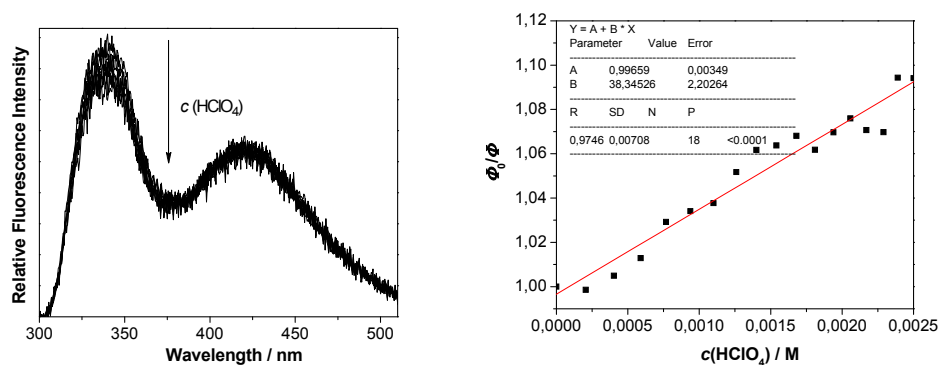 Relative Fluorescence Intensity
c (HClO₄)
300 350 400 450 500
Wavelength / nm
Φ₀/Φ
1,12
1,10
1,08
1,06
1,04
1,02
1,00
Y = A + B * X
Parameter Value Error
A 0,99659 0,00349
B 38,34526 2,20264
R SD N P
0,9746 0,00708 18 <0.0001
0,0000 0,0005 0,0010 0,0015 0,0020 0,0025
c(HClO₄) / M